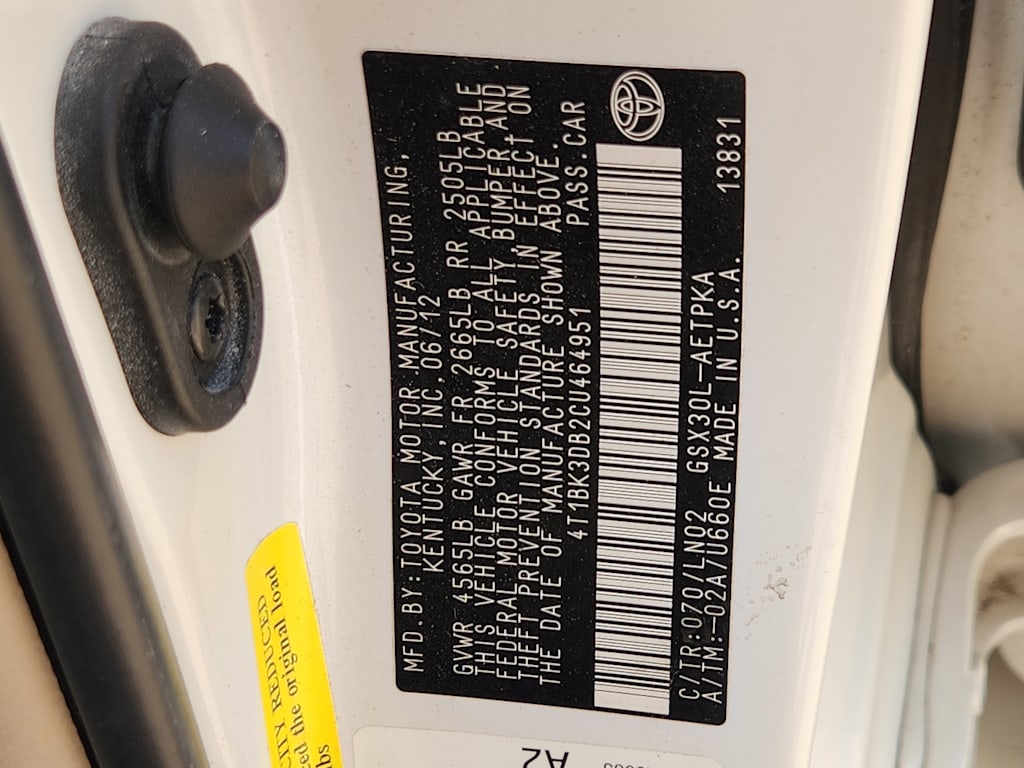 MFD.BY:TOYOTA MOTOR MANUFACTURING,
KENTUCKY,INC.06/12
GVWR 4565LB GAWR FR 2665LB RR 2505LB
THIS VEHICLE CONFORMS TO ALL APPLICABLE
FEDERAL MOTOR VEHICLE SAFETY,BUMPER,AND
THEFT PREVENTION STANDARDS IN EFFECT ON
THE DATE OF MANUFACTURE SHOWN ABOVE.
4T1BK3DB2CU464951 PASS.CAR
C/TR:070/LN02 GSX30L-AETPKA 13831
A/TM:-02A/U660E MADE IN U.S.A.
CITY REDUCED
the original load
lbs
A2